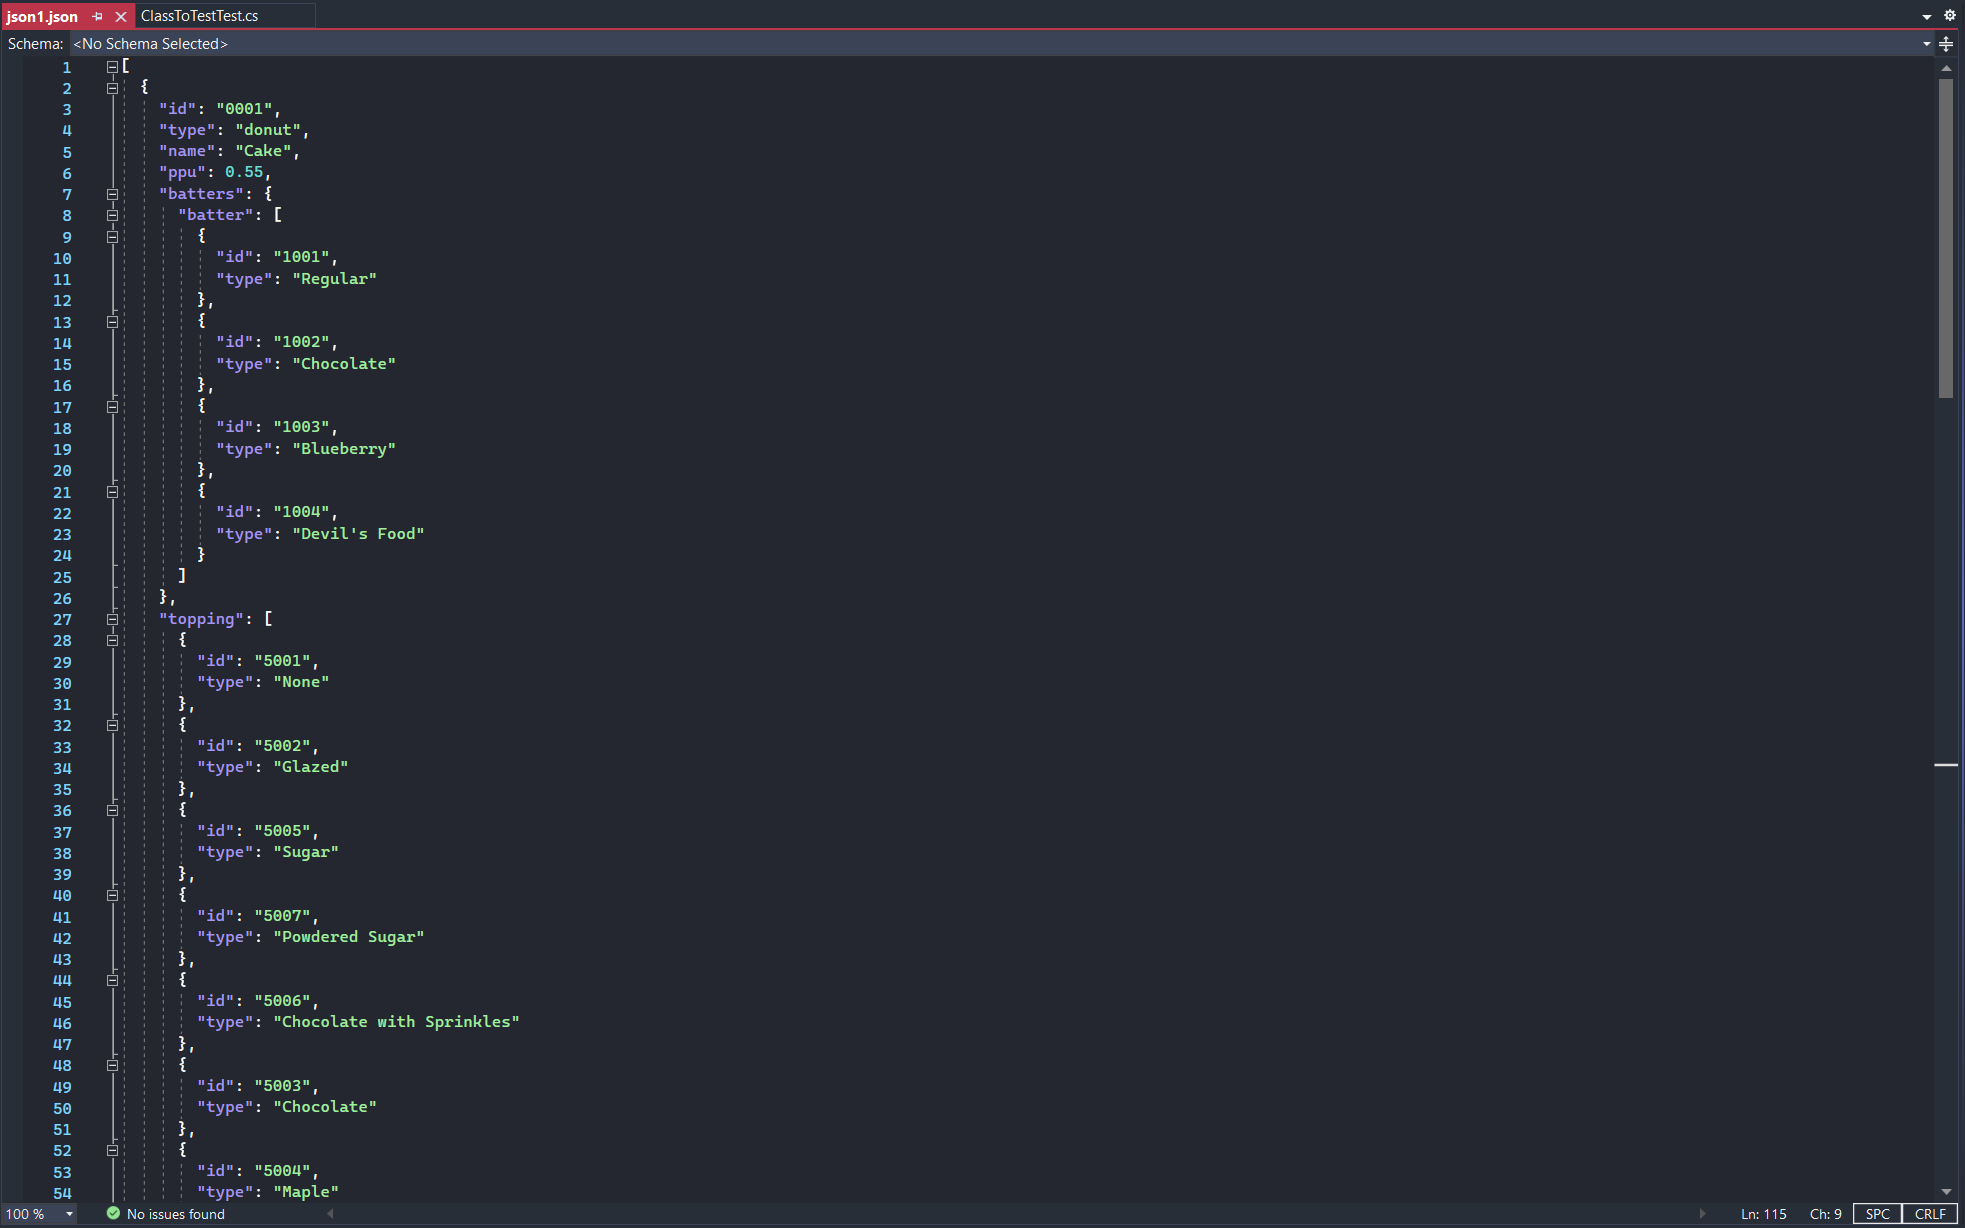 json1.json ClassToTestTest.cs
Schema: <No Schema Selected>
1 [
2 {
3 "id": "0001",
4 "type": "donut",
5 "name": "Cake",
6 "ppu": 0.55,
7 "batters": {
8 "batter": [
9 {
10 "id": "1001",
11 "type": "Regular"
12 },
13 {
14 "id": "1002",
15 "type": "Chocolate"
16 },
17 {
18 "id": "1003",
19 "type": "Blueberry"
20 },
21 {
22 "id": "1004",
23 "type": "Devil's Food"
24 }
25 ]
26 },
27 "topping": [
28 {
29 "id": "5001",
30 "type": "None"
31 },
32 {
33 "id": "5002",
34 "type": "Glazed"
35 },
36 {
37 "id": "5005",
38 "type": "Sugar"
39 },
40 {
41 "id": "5007",
42 "type": "Powdered Sugar"
43 },
44 {
45 "id": "5006",
46 "type": "Chocolate with Sprinkles"
47 },
48 {
49 "id": "5003",
50 "type": "Chocolate"
51 },
52 {
53 "id": "5004",
54 "type": "Maple"
100 % No issues found Ln: 115 Ch: 9 SPC CRLF